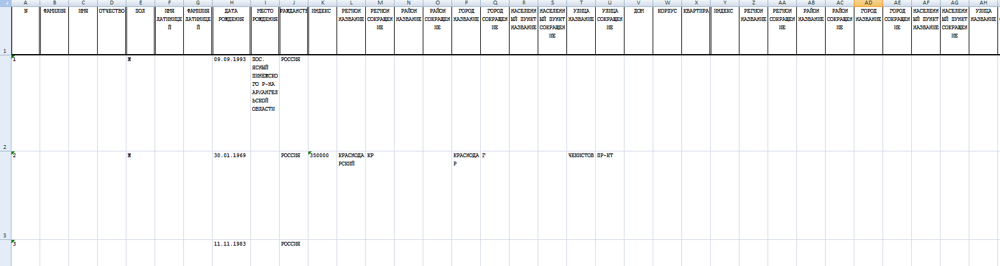 A B C D E F G H I J K L M N O P Q R S T U V W X Y Z AA AB AC AD AE AF AG AH
1 N ФАМИЛИЯ ИМЯ ОТЧЕСТВО ПОЛ ИМЯ ЛАТИНИЦЕЙ ФАМИЛИЯ ЛАТИНИЦЕЙ ДАТА РОЖДЕНИЯ МЕСТО РОЖДЕНИЯ РАЖДАНСТВ ИНДЕКС РЕГИОН НАЗВАНИЕ РЕГИОН СОКРАЩЕНИЕ РАЙОН НАЗВАНИЕ РАЙОН СОКРАЩЕНИЕ ГОРОД НАЗВАНИЕ ГОРОД СОКРАЩЕНИЕ НАСЕЛЕННЫЙ ПУНКТ НАЗВАНИЕ НАСЕЛЕННЫЙ ПУНКТ СОКРАЩЕНИЕ УЛИЦА НАЗВАНИЕ УЛИЦА СОКРАЩЕНИЕ ДОМ КОРПУС КВАРТИРА ИНДЕКС РЕГИОН НАЗВАНИЕ РЕГИОН СОКРАЩЕНИЕ РАЙОН НАЗВАНИЕ РАЙОН СОКРАЩЕНИЕ ГОРОД НАЗВАНИЕ ГОРОД СОКРАЩЕНИЕ НАСЕЛЕНН ЫЙ ПУНКТ НАЗВАНИЕ НАСЕЛЕНН ЫЙ ПУНКТ СОКРАЩЕНИЕ УЛИЦА НАЗВАНИЕ
2 1 Ж 09.09.1993 ПОС. ЯСНЫЙ ПИНЕЖСКОГО Р-НА АРХАНГЕЛЬСКОЙ ОБЛАСТИ РОССИЯ
3 2 Ж 30.01.1969 РОССИЯ 350000 КРАСНОДАРСКИЙ КР КРАСНОДАР Г ЧЕКИСТОВ ПР-КТ
3 11.11.1983 РОССИЯ